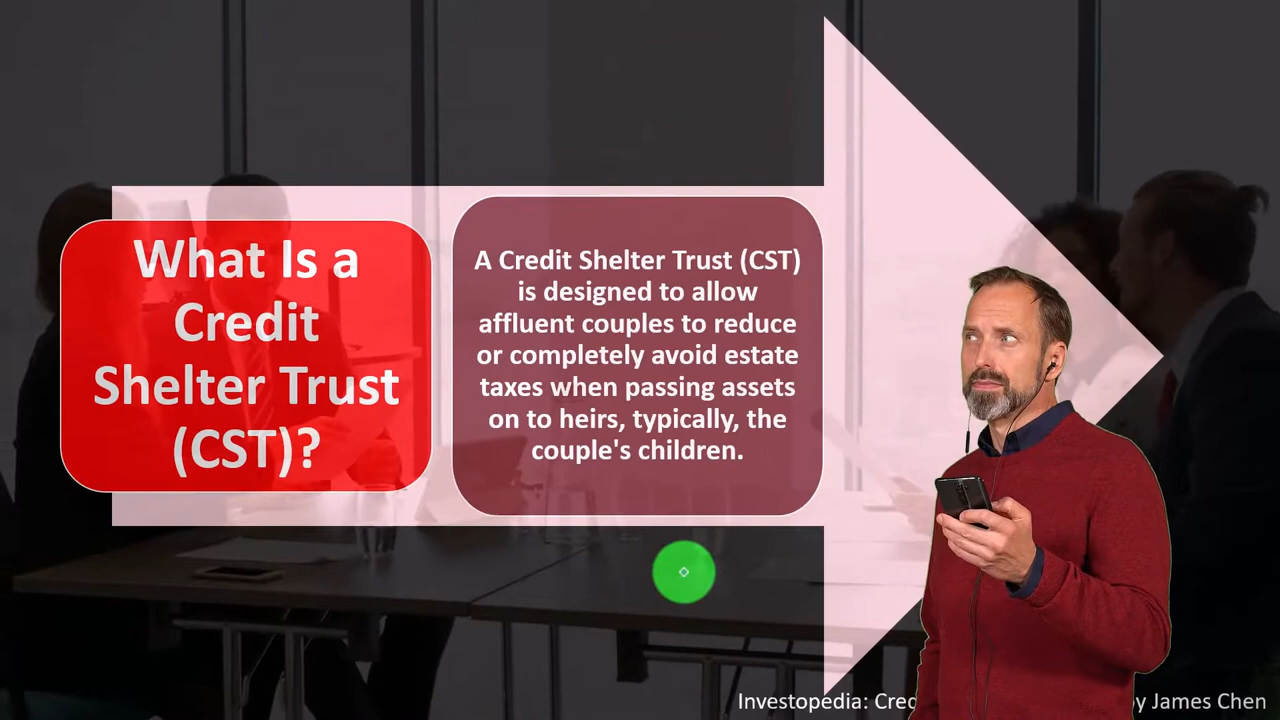 What Is a
Credit
Shelter Trust
(CST)?
A Credit Shelter Trust (CST)
is designed to allow
affluent couples to reduce
or completely avoid estate
taxes when passing assets
on to heirs, typically, the
couple's children.
Investopedia: by James Chen